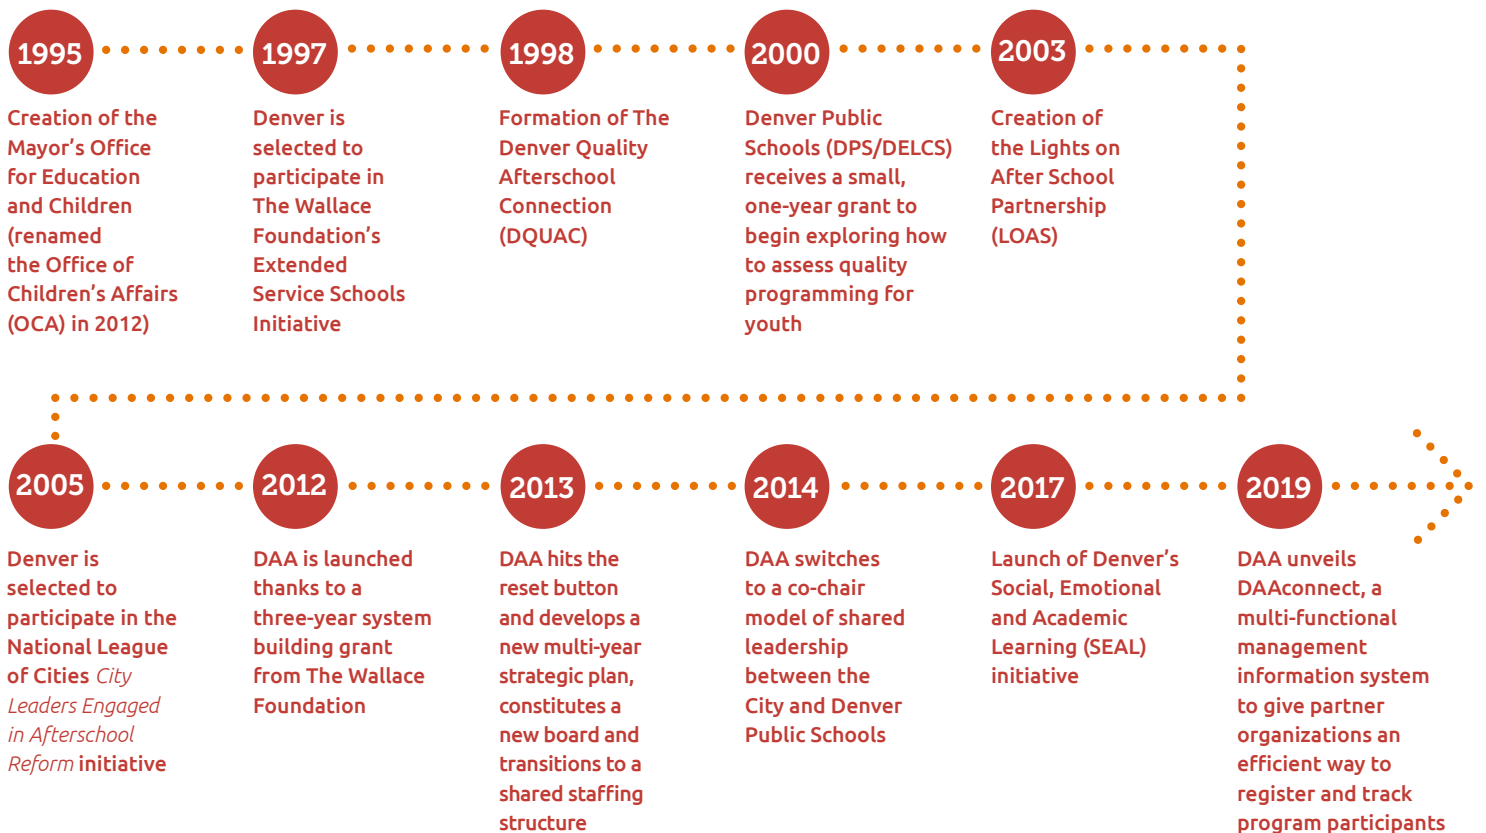 1995
Creation of the
Mayor's Office
for Education
and Children
(renamed
the Office of
Children's Affairs
(OCA) in 2012)
1997
Denver is
selected to
participate in
The Wallace
Foundation's
Extended
Service Schools
Initiative
1998
Formation of The
Denver Quality
Afterschool
Connection
(DQUAC)
2000
Denver Public
Schools (DPS/DELCS)
receives a small,
one-year grant to
begin exploring how
to assess quality
programming for
youth
2003
Creation of
the Lights on
After School
Partnership
(LOAS)
2005
Denver is
selected to
participate in the
National League
of Cities City
Leaders Engaged
in Afterschool
Reform initiative
2012
DAA is launched
thanks to a
three-year system
building grant
from The Wallace
Foundation
2013
DAA hits the
reset button
and develops a
new multi-year
strategic plan,
constitutes a
new board and
transitions to a
shared staffing
structure
2014
DAA switches
to a co-chair
model of shared
leadership
between the
City and Denver
Public Schools
2017
Launch of Denver's
Social, Emotional
and Academic
Learning (SEAL)
initiative
2019
DAA unveils
DAAconnect, a
multi-functional
management
information system
to give partner
organizations an
efficient way to
register and track
program participants